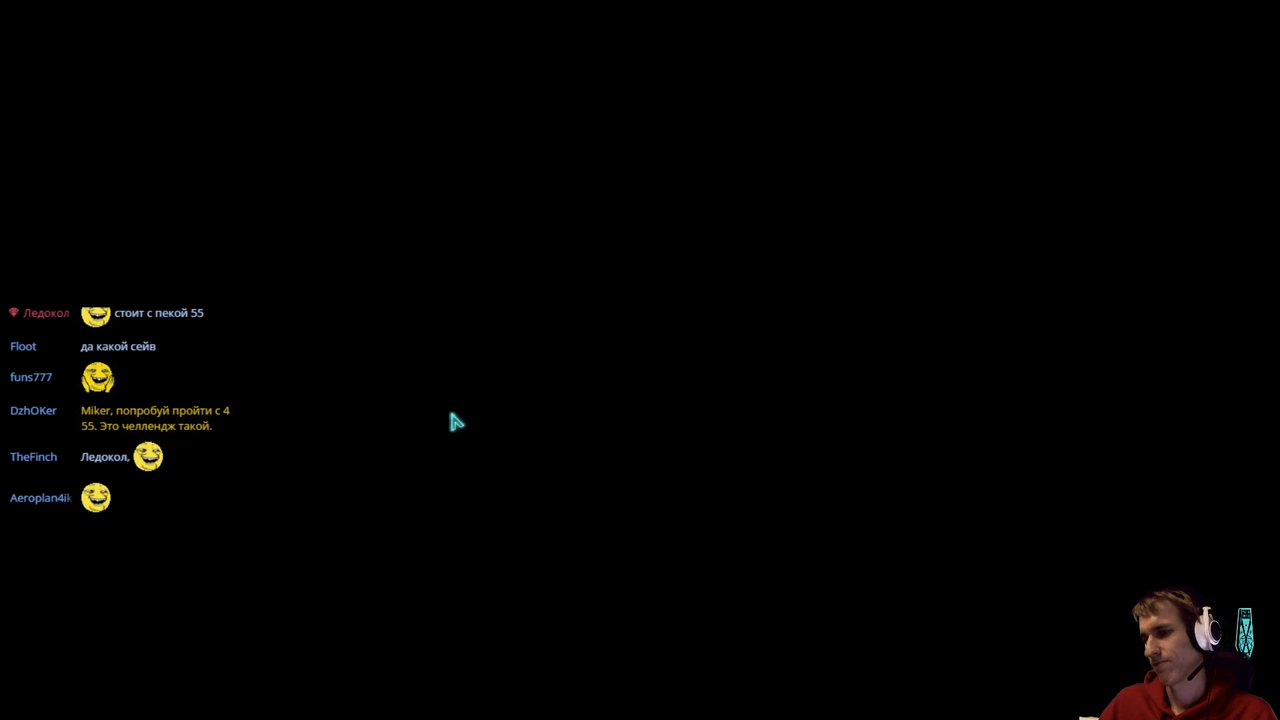 Ледокол стоит с пекой 55
Floot да какой сейв
funs777
DzhOKer Miker, попробуй пройти с 4
55. Это челлендж такой.
TheFinch Ледокол,
Aeroplan4ik